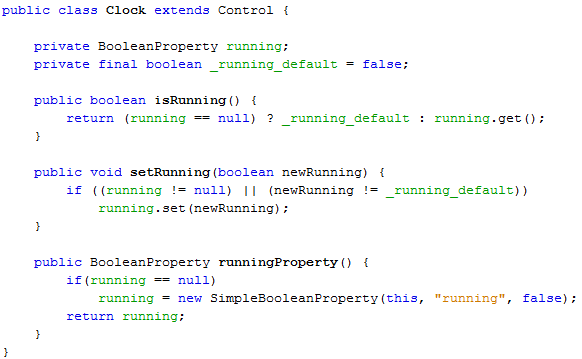 public class Clock extends Control {
private BooleanProperty running;
private final boolean _running_default = false;
public boolean isRunning() {
return (running == null) ? _running_default : running.get();
}
public void setRunning(boolean newRunning) {
if ((running != null) || (newRunning != _running_default))
running.set(newRunning);
}
public BooleanProperty runningProperty() {
if(running == null)
running = new SimpleBooleanProperty(this, "running", false);
return running;
}
}